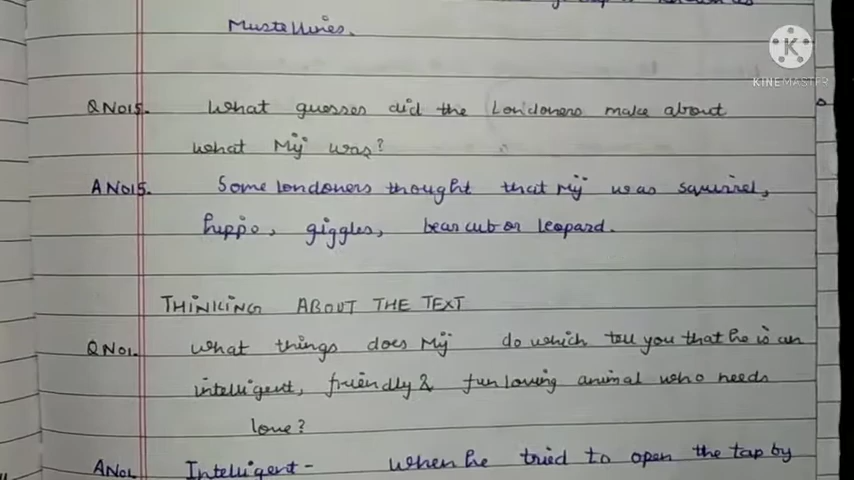 Mustellines.
K
KINEMASTER
QNO15. What guesses did the Londoners make about
what Mij was?
ANO15. Some londoners thought that Mij was squirrel,
hippo, giggles, bear cub or leopard.
THINKING ABOUT THE TEXT
QNO1. What things does Mij do which tell you that he is an
intelligent, friendly & fun loving animal who needs
love?
ANO1. Intelligent - When he tried to open the tap by